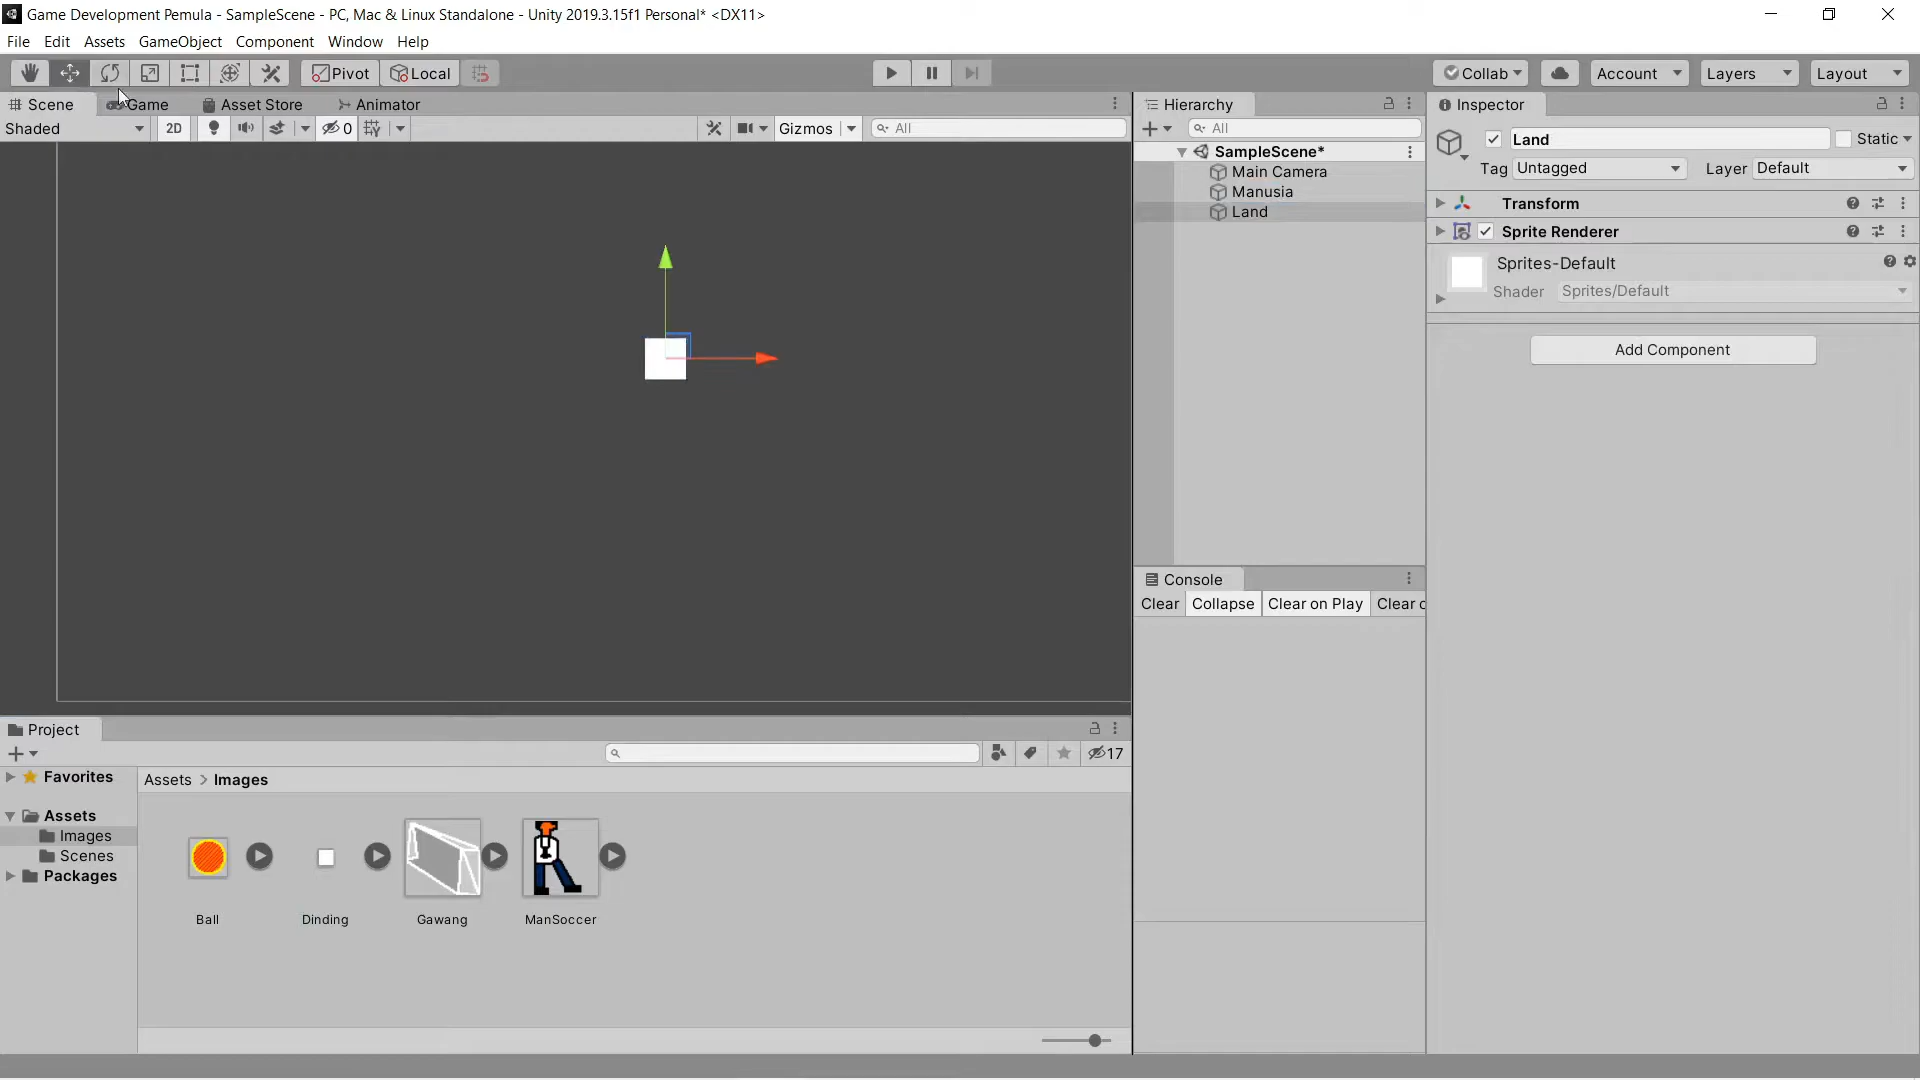 Game Development Pemula - SampleScene - PC, Mac & Linux Standalone - Unity 2019.3.15f1 Personal* <DX11>
File Edit Assets GameObject Component Window Help
Pivot Local Collab Account Layers Layout
Scene Game Asset Store Animator
Shaded 2D 0 Gizmos All
Hierarchy
All
SampleScene*
Main Camera
Manusia
Land
Inspector
Land Static
Tag Untagged Layer Default
Transform
Sprite Renderer
Sprites-Default
Shader Sprites/Default
Add Component
Console
Clear Collapse Clear on Play Clear o
Project
17
Favorites
Assets
Images
Scenes
Packages
Assets > Images
Ball Dinding Gawang ManSoccer